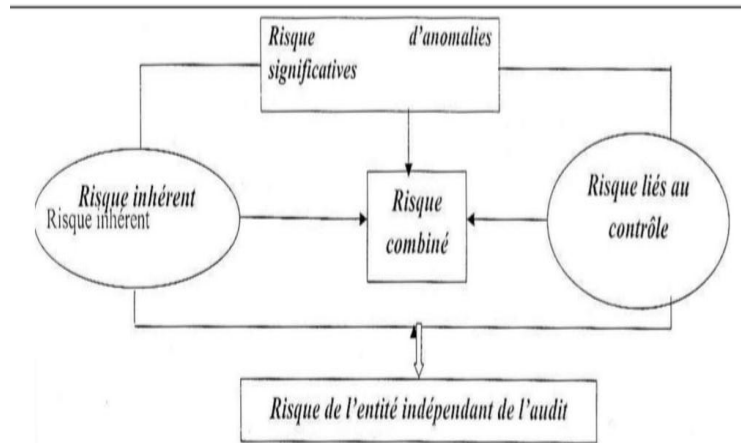 Risque d'anomalies
significatives
Risque inhérent
Risque inhérent
Risque
combiné
Risque liés au
contrôle
Risque de l'entité indépendant de l'audit